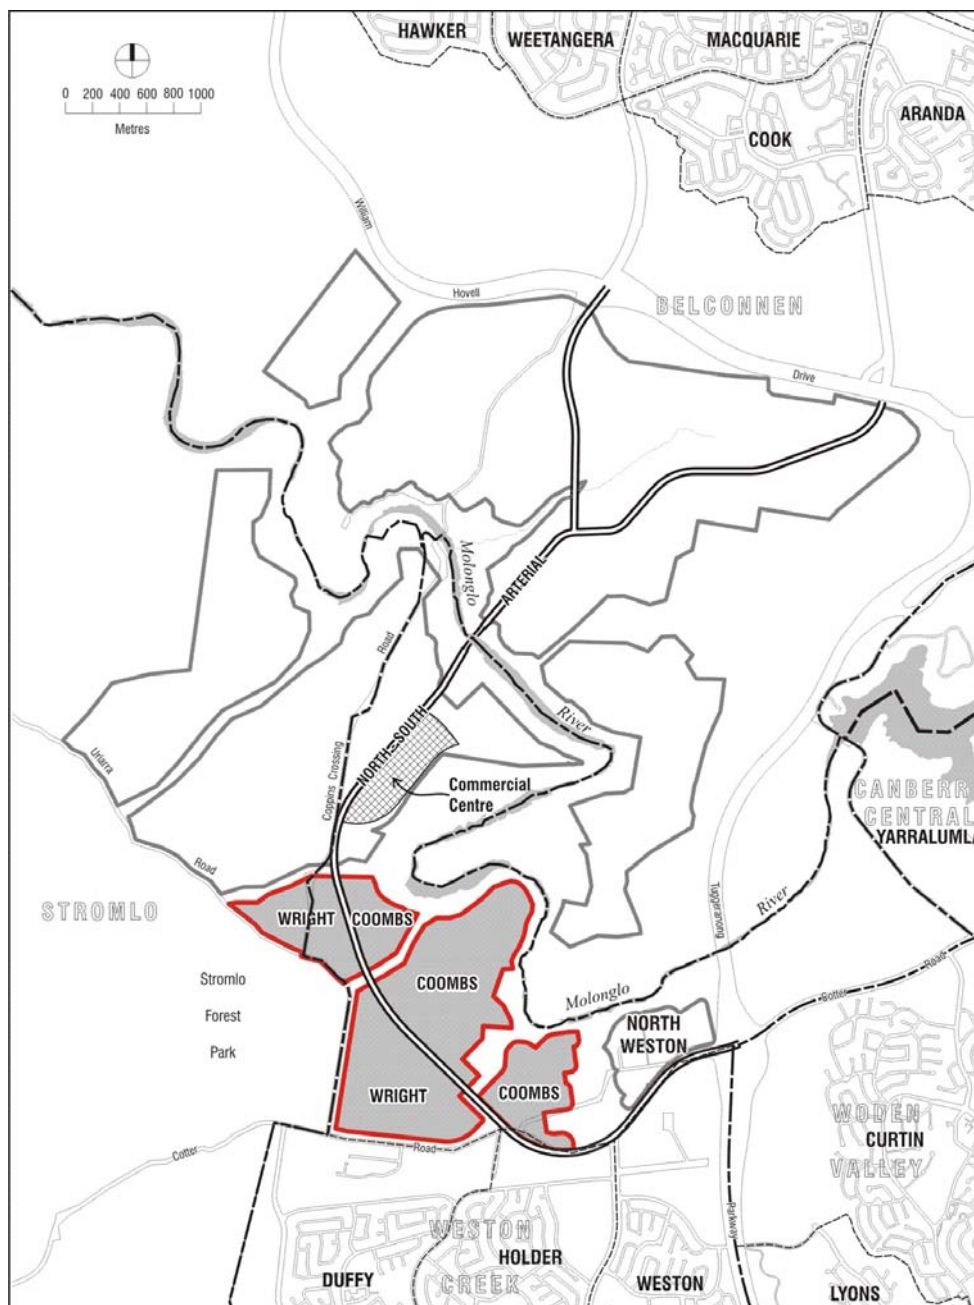 HAWKER
WEETANGERA
MACQUARIE
ARANDA
COOK
0 200 400 600 800 1000
Metres
William
Hovell
BELCONNEN
Drive
Molonglo
ARTERIAL
Road
River
NORTH-SOUTH
Coppins Crossing
Commercial
Centre
Uriarra
Road
CANBERR
CENTRAL
YARRALUMLA
STROMLO
WRIGHT
COOMBS
Tuggeranong
River
COOMBS
Stromlo
Forest
Park
Molonglo
Cotter
Road
NORTH
WESTON
WRIGHT
COOMBS
WODEN
CURTIN
VALLEY
Cotter
Road
Parkway
WESTON
HOLDER
CREEK
DUFFY
WESTON
LYONS